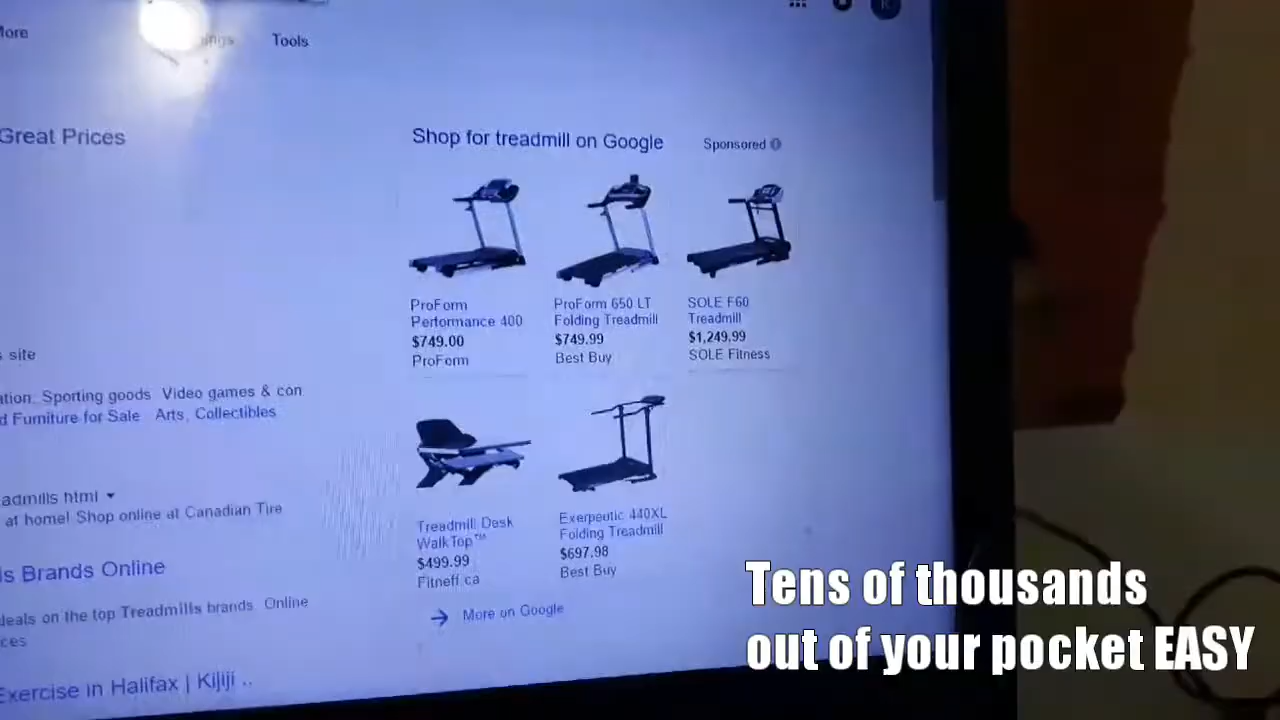 More
Tools
Great Prices
Shop for treadmill on Google
Sponsored
ProForm
Performance 400
$749.00
ProForm
ProForm 650 LT
Folding Treadmill
$749.99
Best Buy
SOLE F60
Treadmill
$1,249.99
SOLE Fitness
site
Sporting goods Video games & con
d Furniture for Sale Arts, Collectibles
eadmills html
at home! Shop online at Canadian Tire
Treadmill Desk
WalkTop™
$499.99
Fitneff.ca
Exerpeutic 440XL
Folding Treadmill
$697.98
Best Buy
ls Brands Online
deals on the top Treadmills brands Online
ces
More on Google
Exercise in Halifax | Kijiji ..
Tens of thousands
out of your pocket EASY